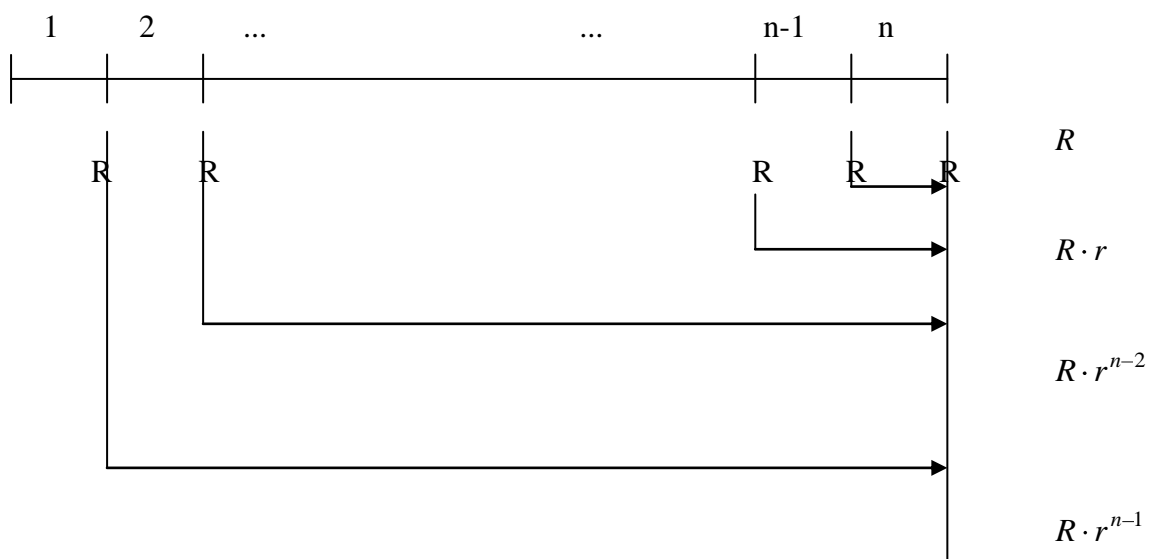 1 2 ... ... n-1 n
R
R R R R R
R · r
R · r^{n–2}
R · r^{n–1}